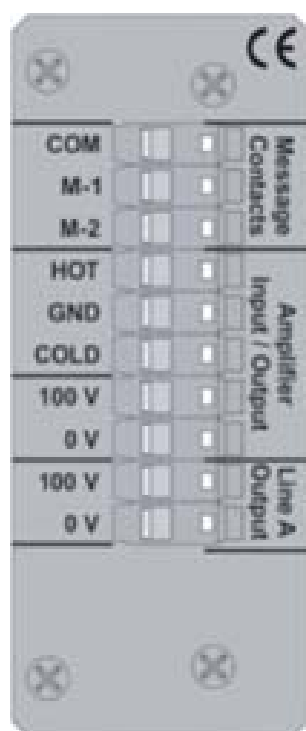 CE
COM
M-1
M-2
Message
Contacts
HOT
GND
COLD
100 V
0 V
Amplifier
Input / Output
100 V
0 V
Line A
Output